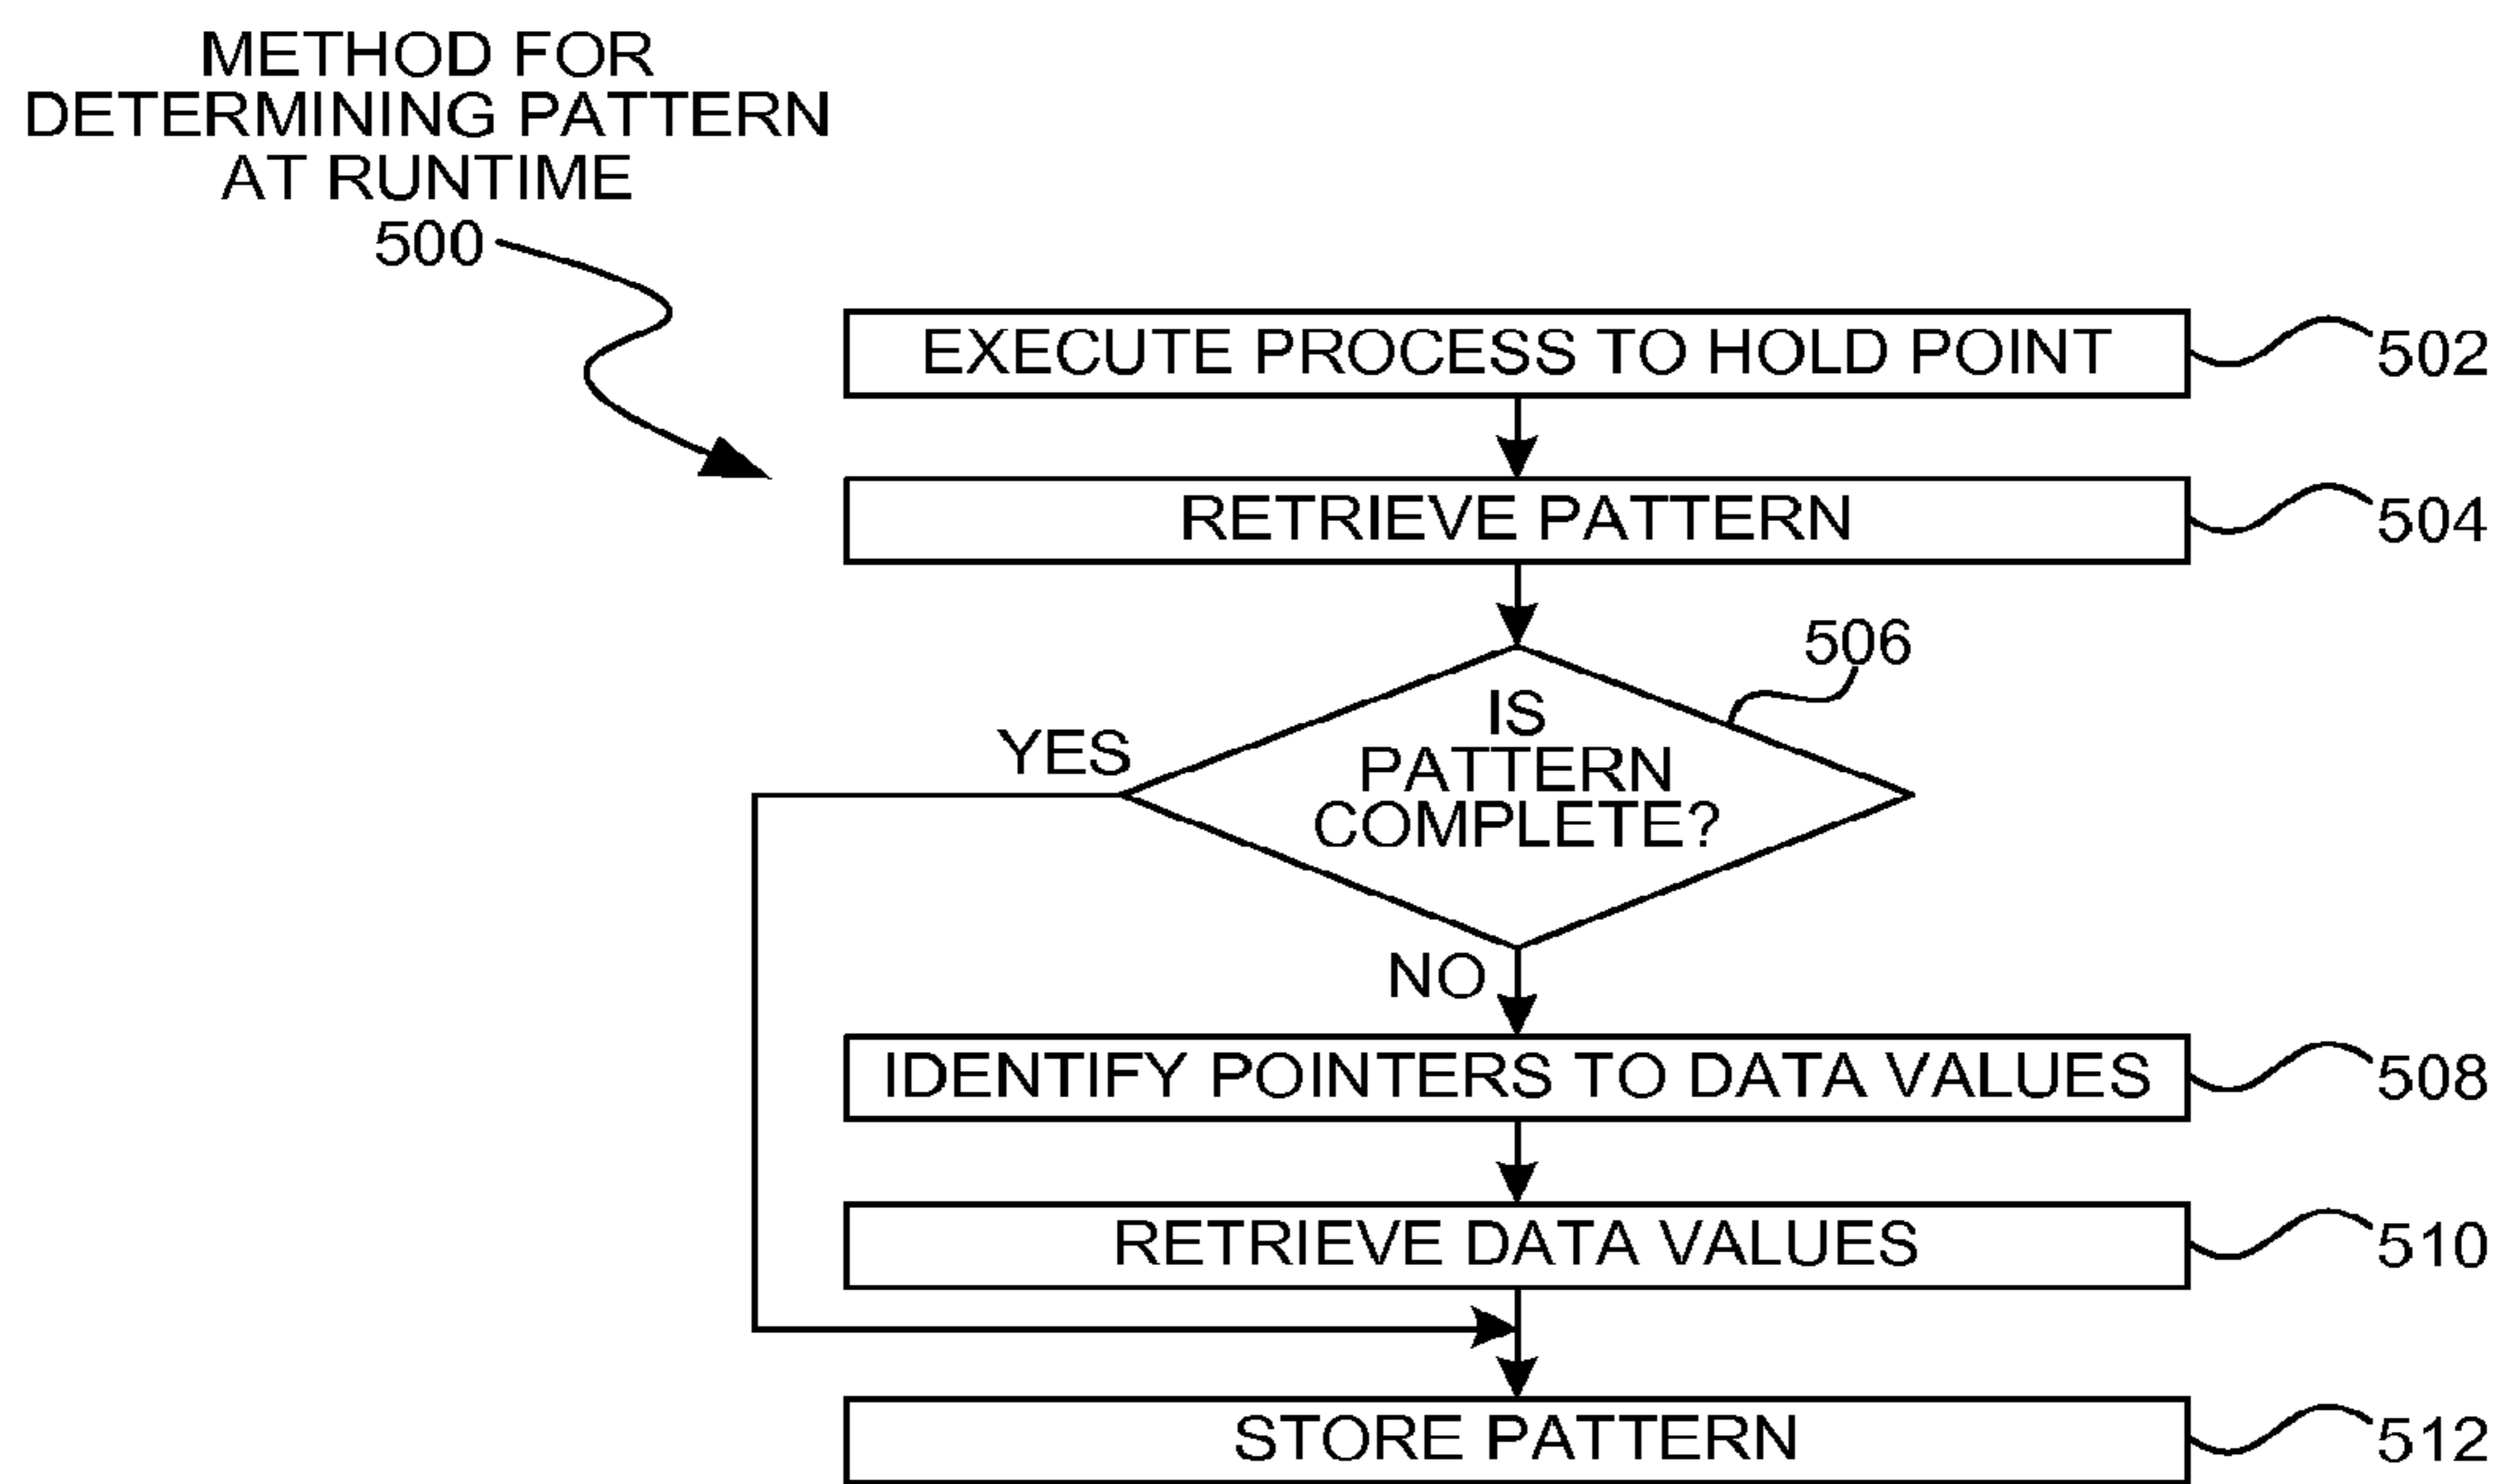 METHOD FOR
DETERMINING PATTERN
AT RUNTIME
500
EXECUTE PROCESS TO HOLD POINT
502
RETRIEVE PATTERN
504
506
IS
PATTERN
COMPLETE?
YES
NO
IDENTIFY POINTERS TO DATA VALUES
508
RETRIEVE DATA VALUES
510
STORE PATTERN
512